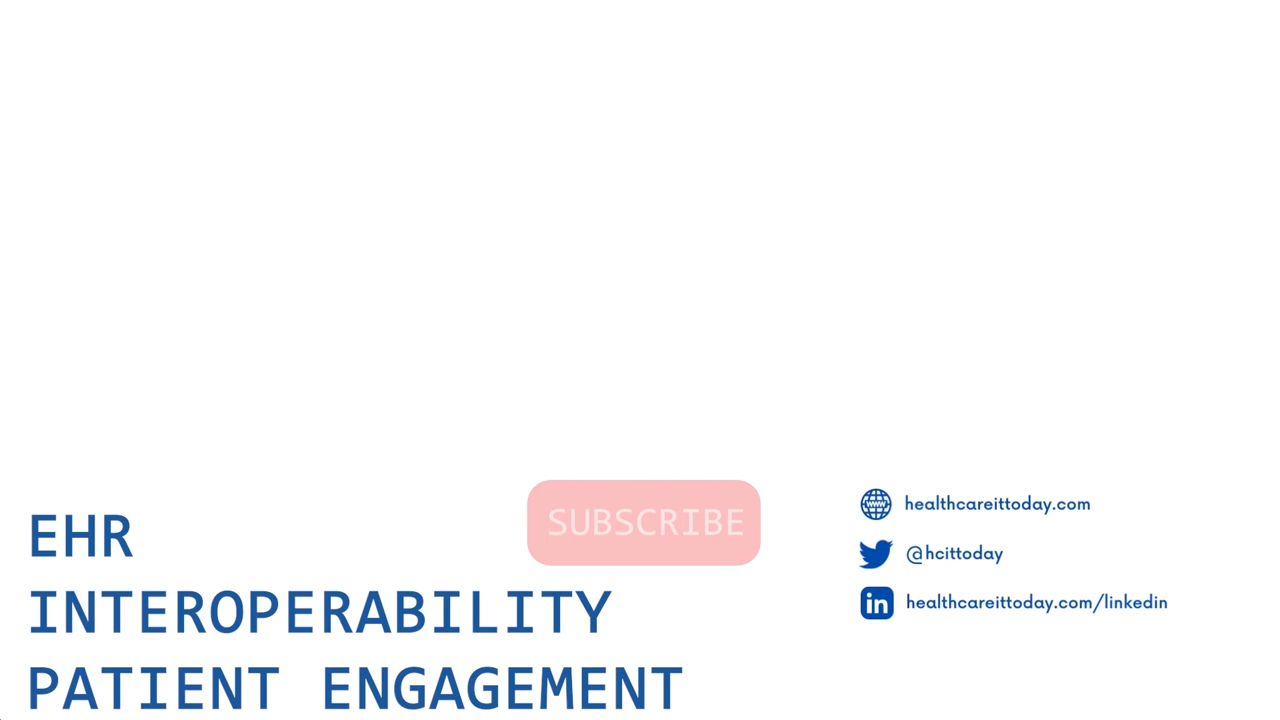 EHR
INTEROPERABILITY
PATIENT ENGAGEMENT
SUBSCRIBE
healthcareittoday.com
@hcittoday
healthcareittoday.com/linkedin